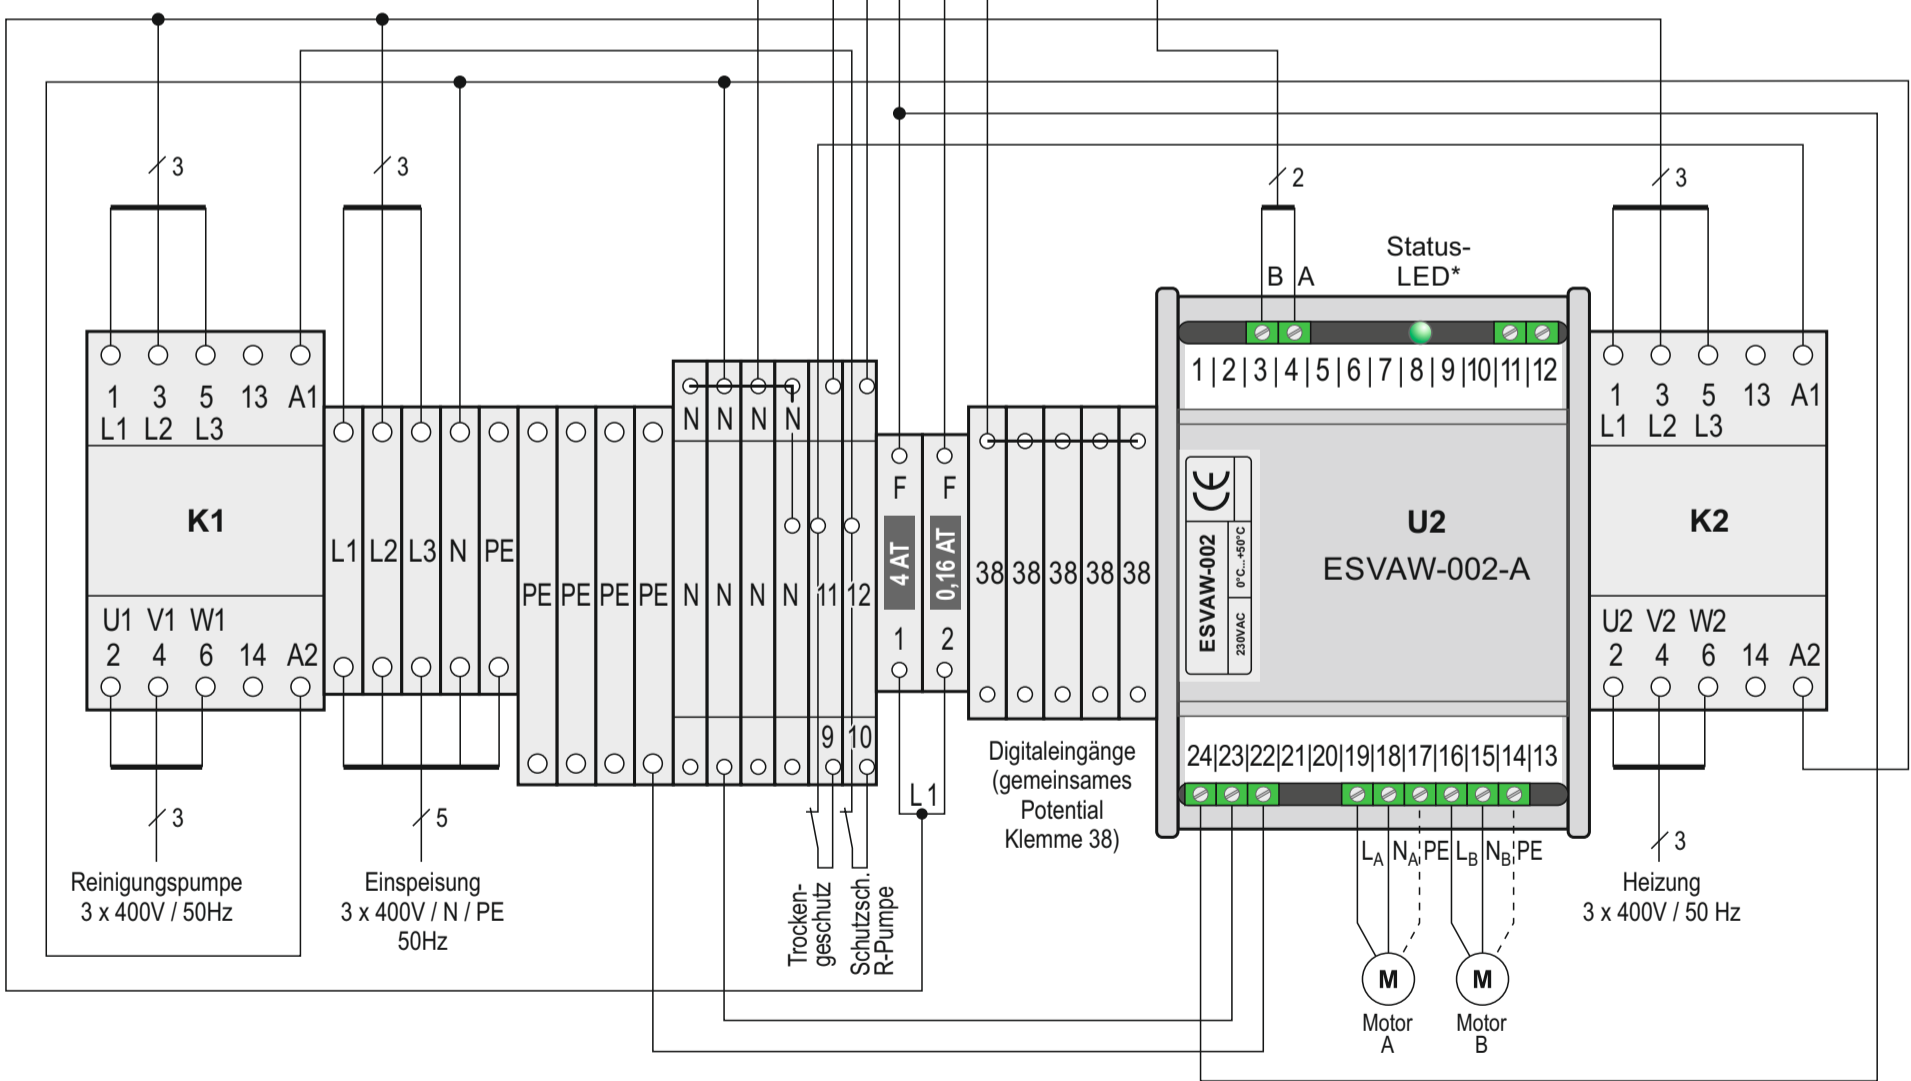 3
3
2
3
Status-
LED*
B A
1 3 5 13 A1
L1 L2 L3
K1
U1 V1 W1
2 4 6 14 A2
L1 L2 L3 N PE
PE PE PE PE
N N N N
N N N N 11 12
9 10
F F
4 AT 0,16 AT
1 2
L1
38 38 38 38 38
Digitaleingänge
(gemeinsames
Potential
Klemme 38)
1|2|3|4|5|6|7|8|9|10|11|12
CE
ESVAW-002
230VAC 0°C...+50°C
U2
ESVAW-002-A
24|23|22|21|20|19|18|17|16|15|14|13
LA NA PE LB NB PE
1 3 5 13 A1
L1 L2 L3
K2
U2 V2 W2
2 4 6 14 A2
3
Reinigungspumpe
3 x 400V / 50Hz
5
Einspeisung
3 x 400V / N / PE
50Hz
Trocken-
geschutz
Schutzsch.
R-Pumpe
M
Motor
A
M
Motor
B
3
Heizung
3 x 400V / 50 Hz